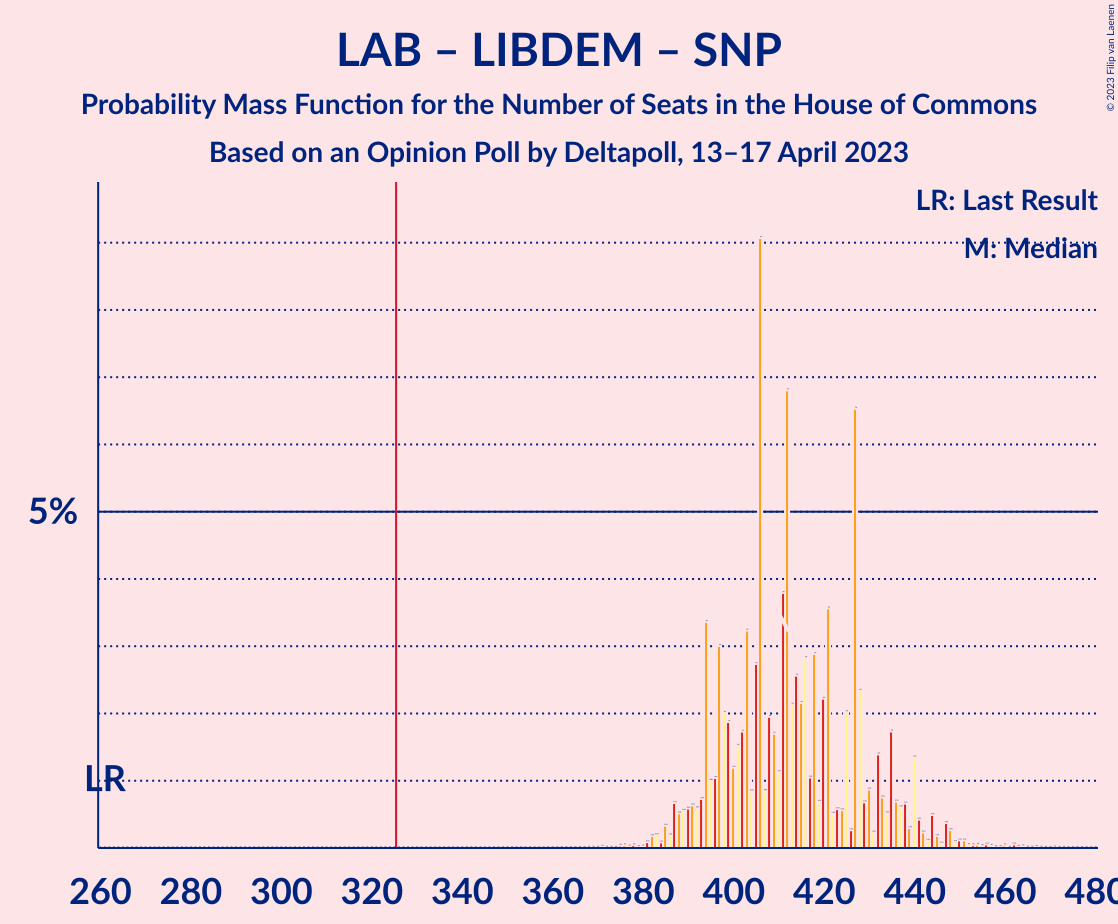 LAB – LIBDEM – SNP
Probability Mass Function for the Number of Seats in the House of Commons
Based on an Opinion Poll by Deltapoll, 13–17 April 2023
© 2023 Filip van Laenen
LR: Last Result
M: Median
5%
LR
260 280 300 320 340 360 380 400 420 440 460 480